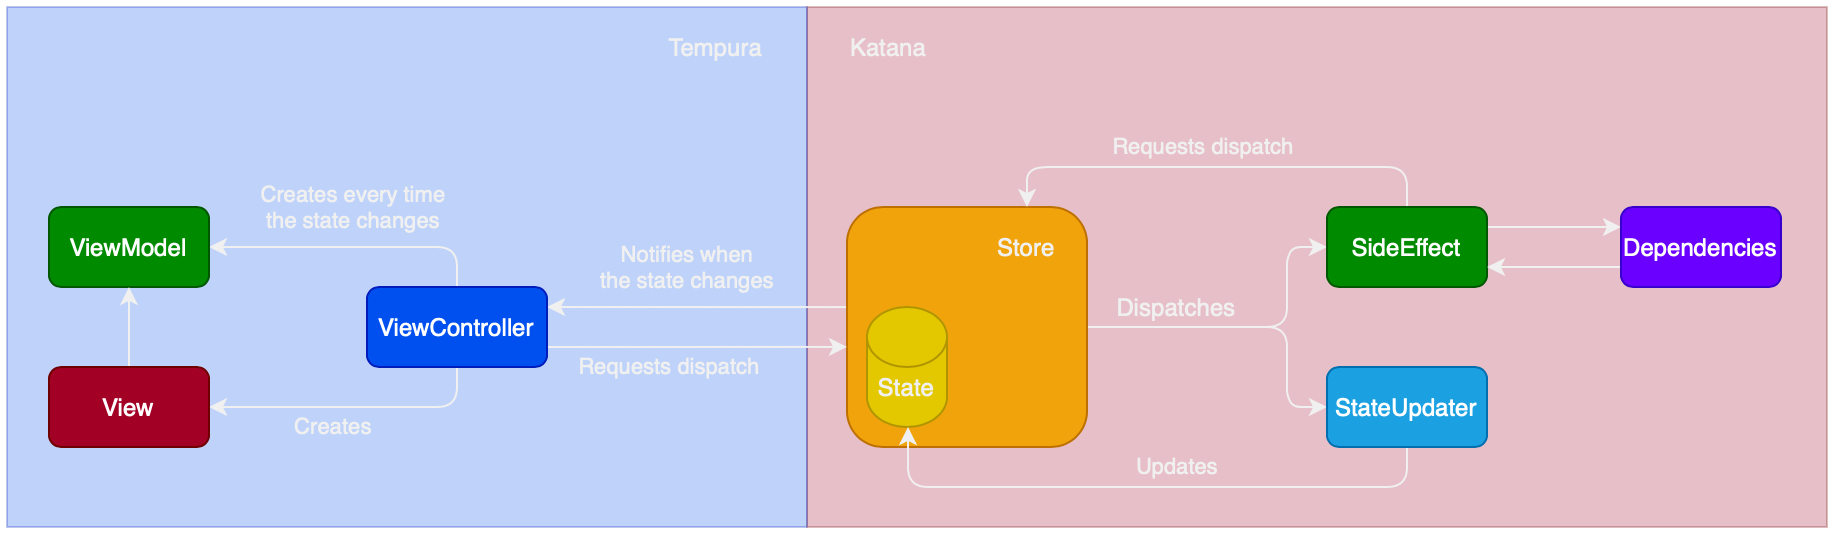 Tempura
Katana
Requests dispatch
Creates every time
the state changes
ViewModel
Notifies when
the state changes
Store
SideEffect
Dependencies
ViewController
Dispatches
Requests dispatch
View
Creates
State
StateUpdater
Updates